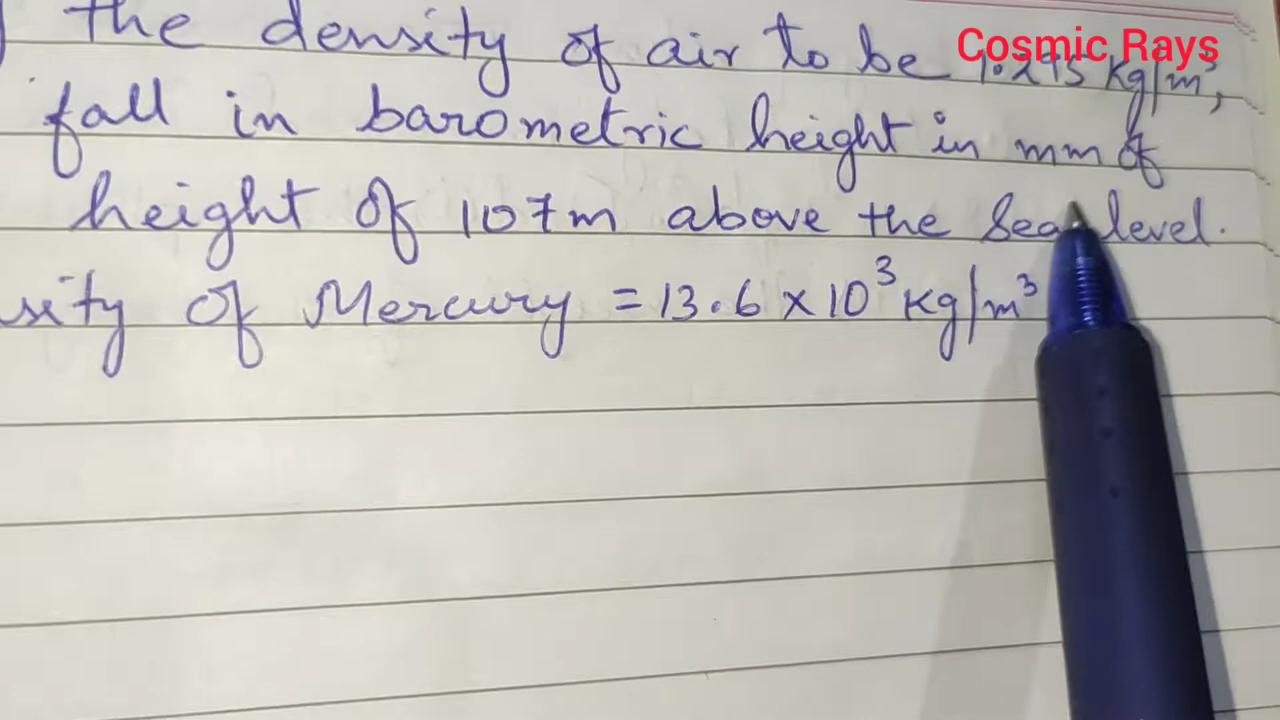 the density of air to be 1.295 kg/m³,
Cosmic Rays
fall in barometric height in mm of
height of 107m above the Sea level.
sity of Mercury = 13.6 × 10³ kg/m³